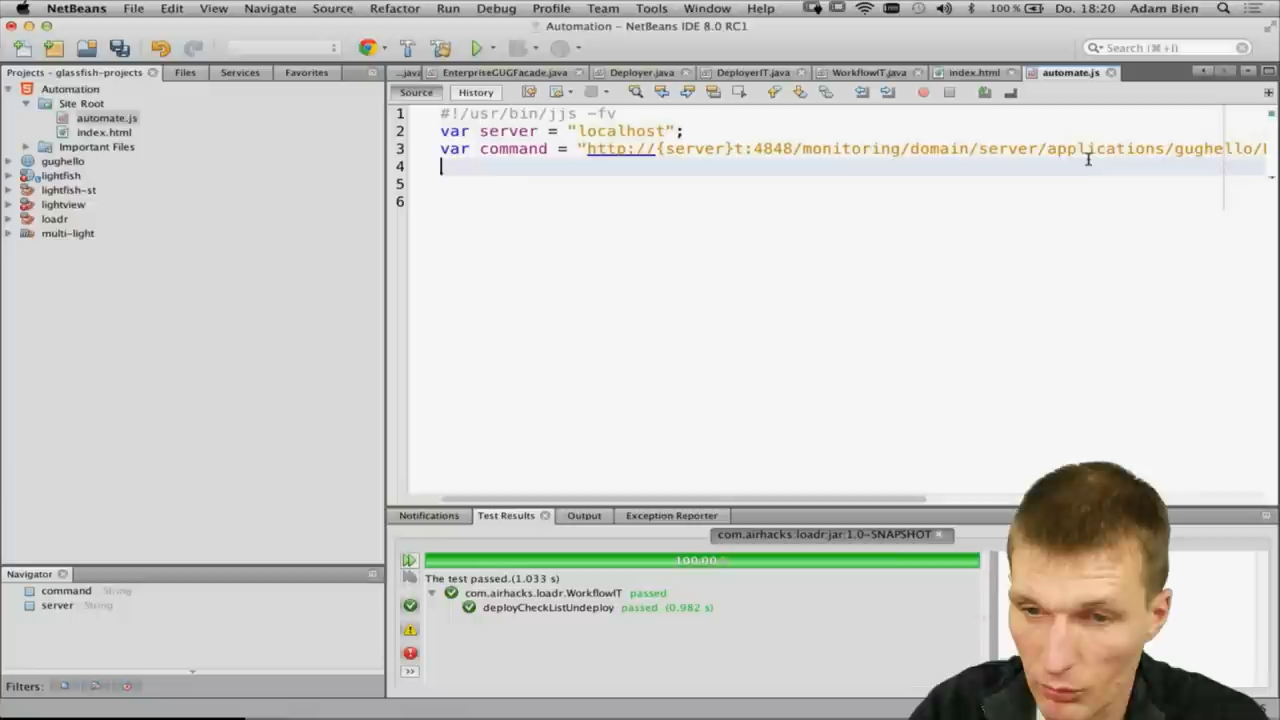 NetBeans File Edit View Navigate Source Refactor Run Debug Profile Team Tools Window Help 100 % Do. 18:20 Adam Bien
Automation - NetBeans IDE 8.0 RC1
Search (⌘+I)
Projects - glassfish-projects Files Services Favorites
...java EnterpriseGUGFacade.java Deployer.java DeployerIT.java WorkflowIT.java index.html automate.js
Source History
Automation
Site Root
automate.js
index.html
Important Files
gughello
lightfish
lightfish-st
lightview
loadr
multi-light
1 #!/usr/bin/jjs -fv
2 var server = "localhost";
3 var command = "http://{server}t:4848/monitoring/domain/server/applications/gughello/
4
5
6
Notifications Test Results Output Exception Reporter
com.airhacks:loadr:jar:1.0-SNAPSHOT
100.00
The test passed.(1.033 s)
com.airhacks.loadr.WorkflowIT passed
deployCheckListUndeploy passed (0.982 s)
Navigator
command String
server String
Filters: